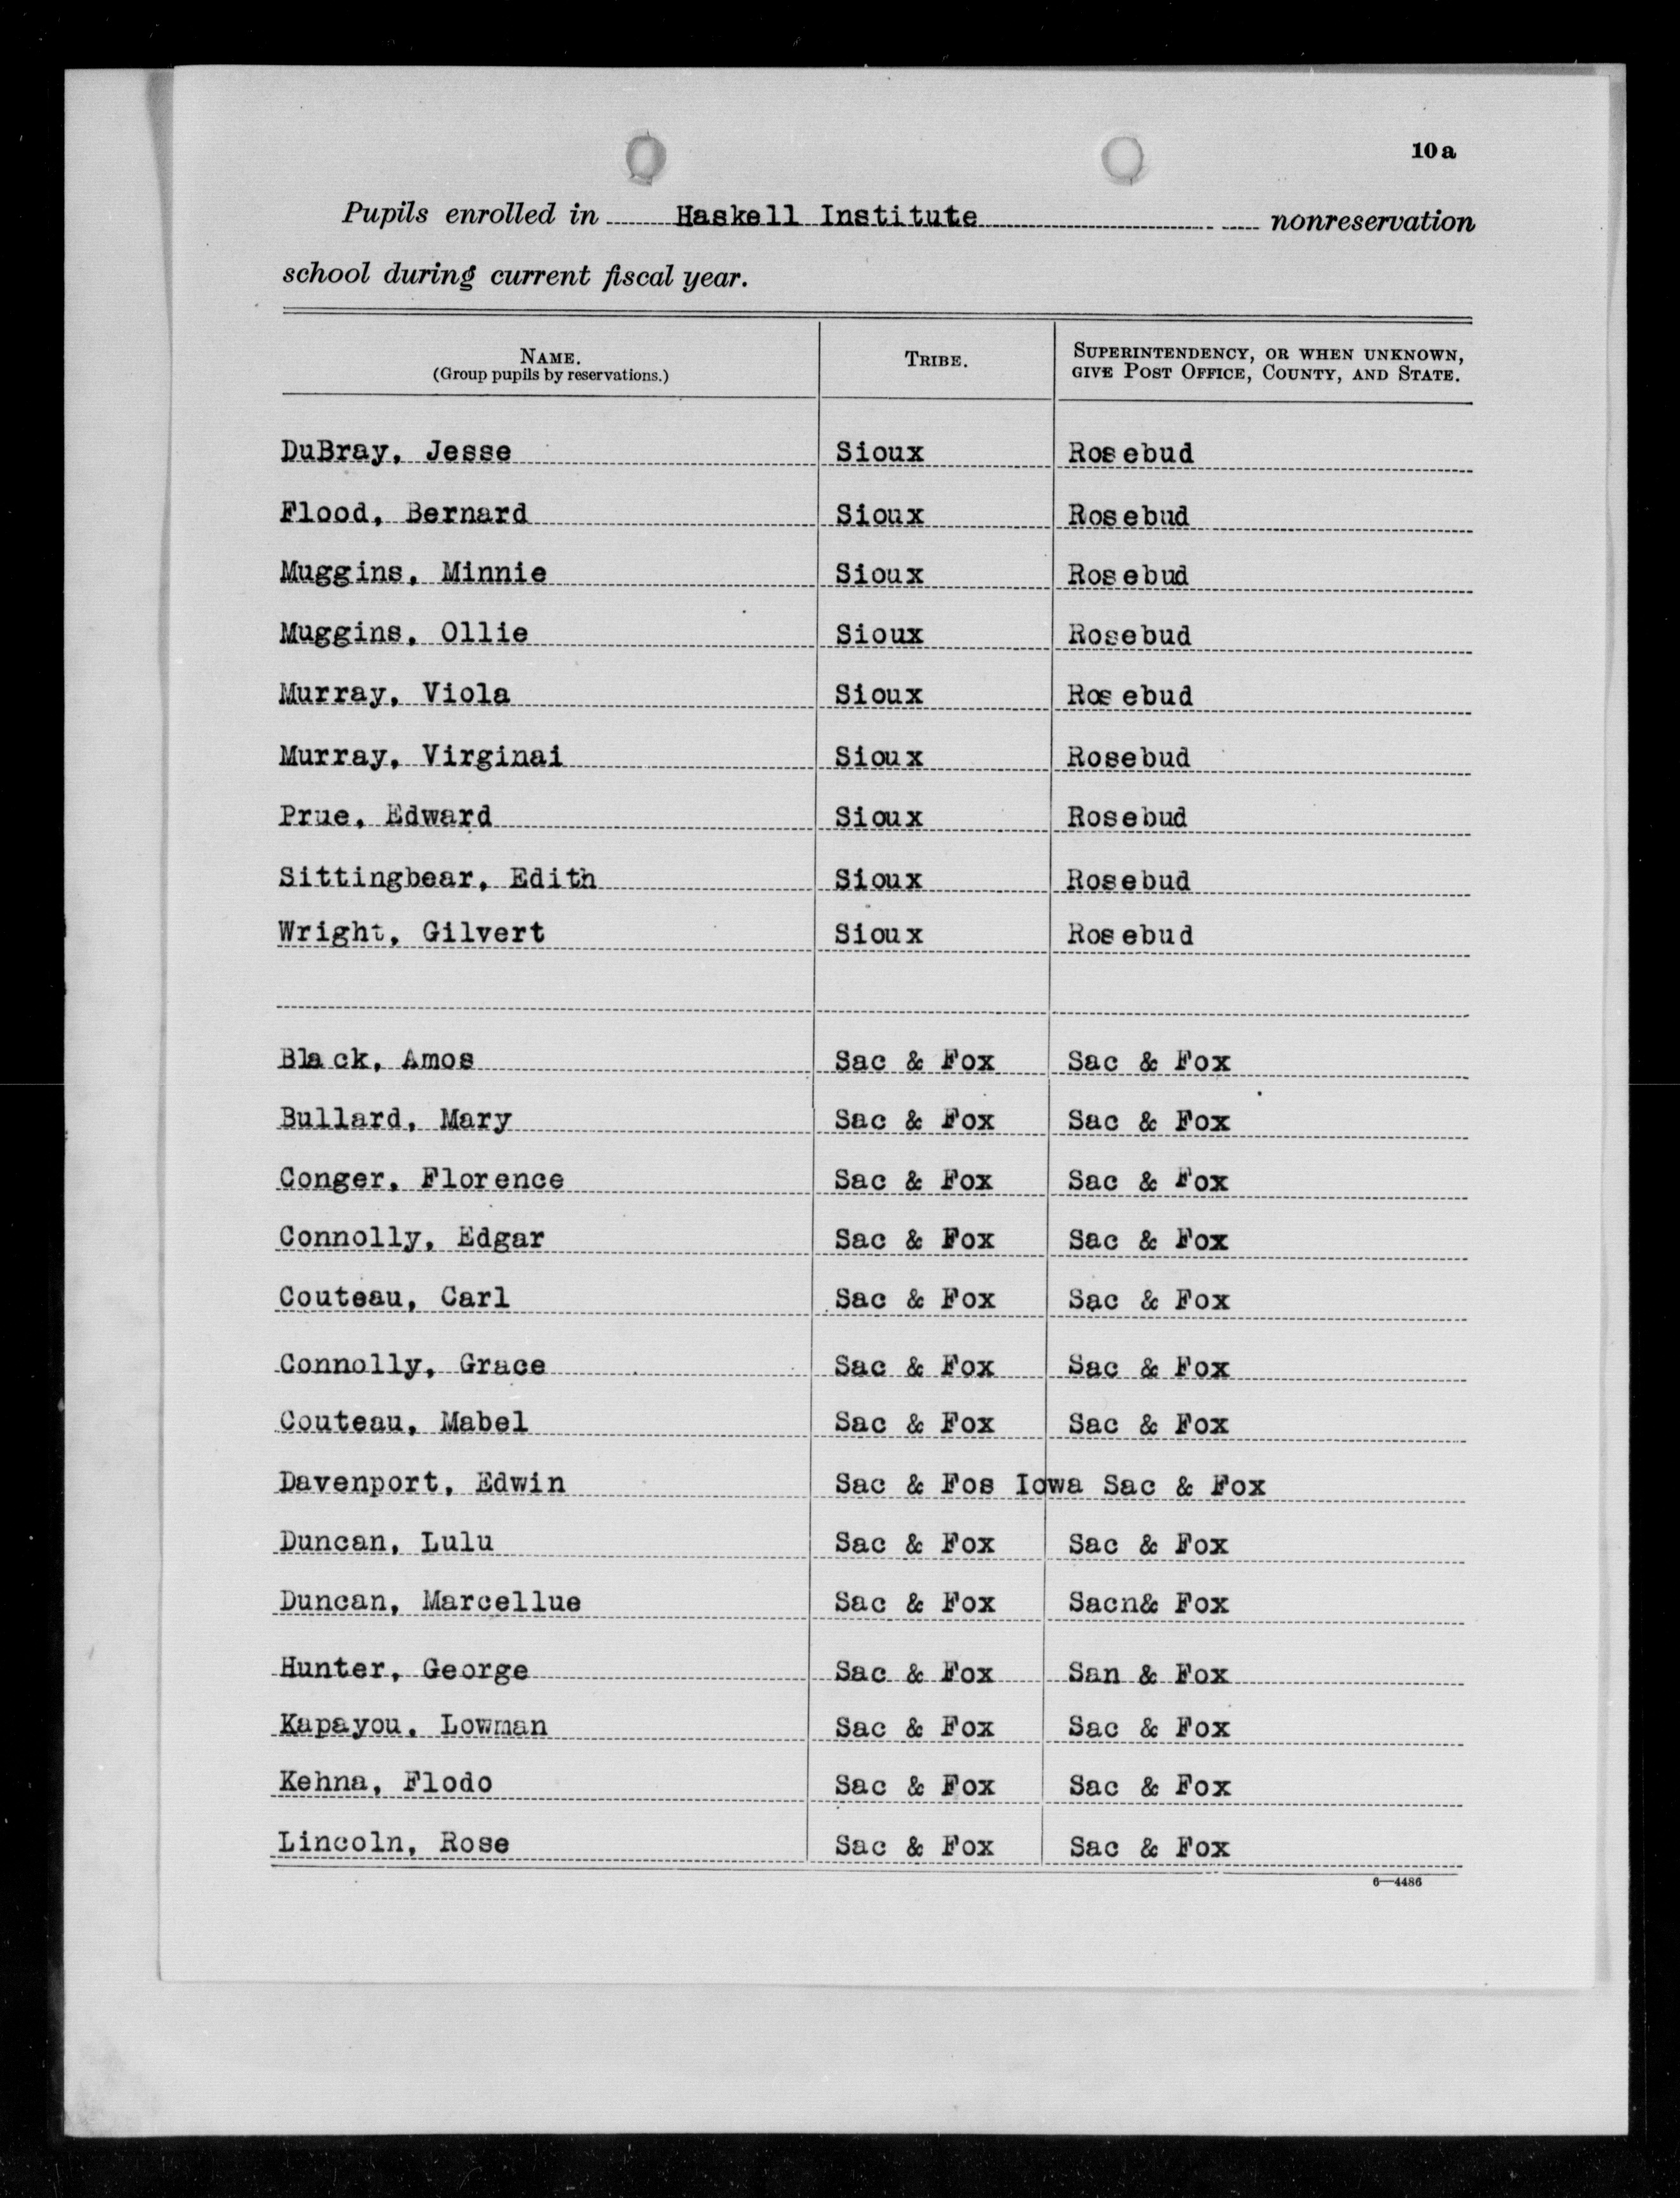 10a
Pupils enrolled in Haskell Institute nonreservation
school during current fiscal year.
NAME. TRIBE. SUPERINTENDENCY, OR WHEN UNKNOWN,
(Group pupils by reservations.) GIVE POST OFFICE, COUNTY, AND STATE.
DuBray, Jesse Sioux Rosebud
Flood, Bernard Sioux Rosebud
Muggins, Minnie Sioux Rosebud
Muggins, Ollie Sioux Rosebud
Murray, Viola Sioux Rosebud
Murray, Virginai Sioux Rosebud
Prue, Edward Sioux Rosebud
Sittingbear, Edith Sioux Rosebud
Wright, Gilvert Sioux Rosebud
Black, Amos Sac & Fox Sac & Fox
Bullard, Mary Sac & Fox Sac & Fox
Conger, Florence Sac & Fox Sac & Fox
Connolly, Edgar Sac & Fox Sac & Fox
Couteau, Carl Sac & Fox Sac & Fox
Connolly, Grace Sac & Fox Sac & Fox
Couteau, Mabel Sac & Fox Sac & Fox
Davenport, Edwin Sac & Fos Iowa Sac & Fox
Duncan, Lulu Sac & Fox Sac & Fox
Duncan, Marcellue Sac & Fox Sacn& Fox
Hunter, George Sac & Fox San & Fox
Kapayou, Lowman Sac & Fox Sac & Fox
Kehna, Flodo Sac & Fox Sac & Fox
Lincoln, Rose Sac & Fox Sac & Fox
6—4486